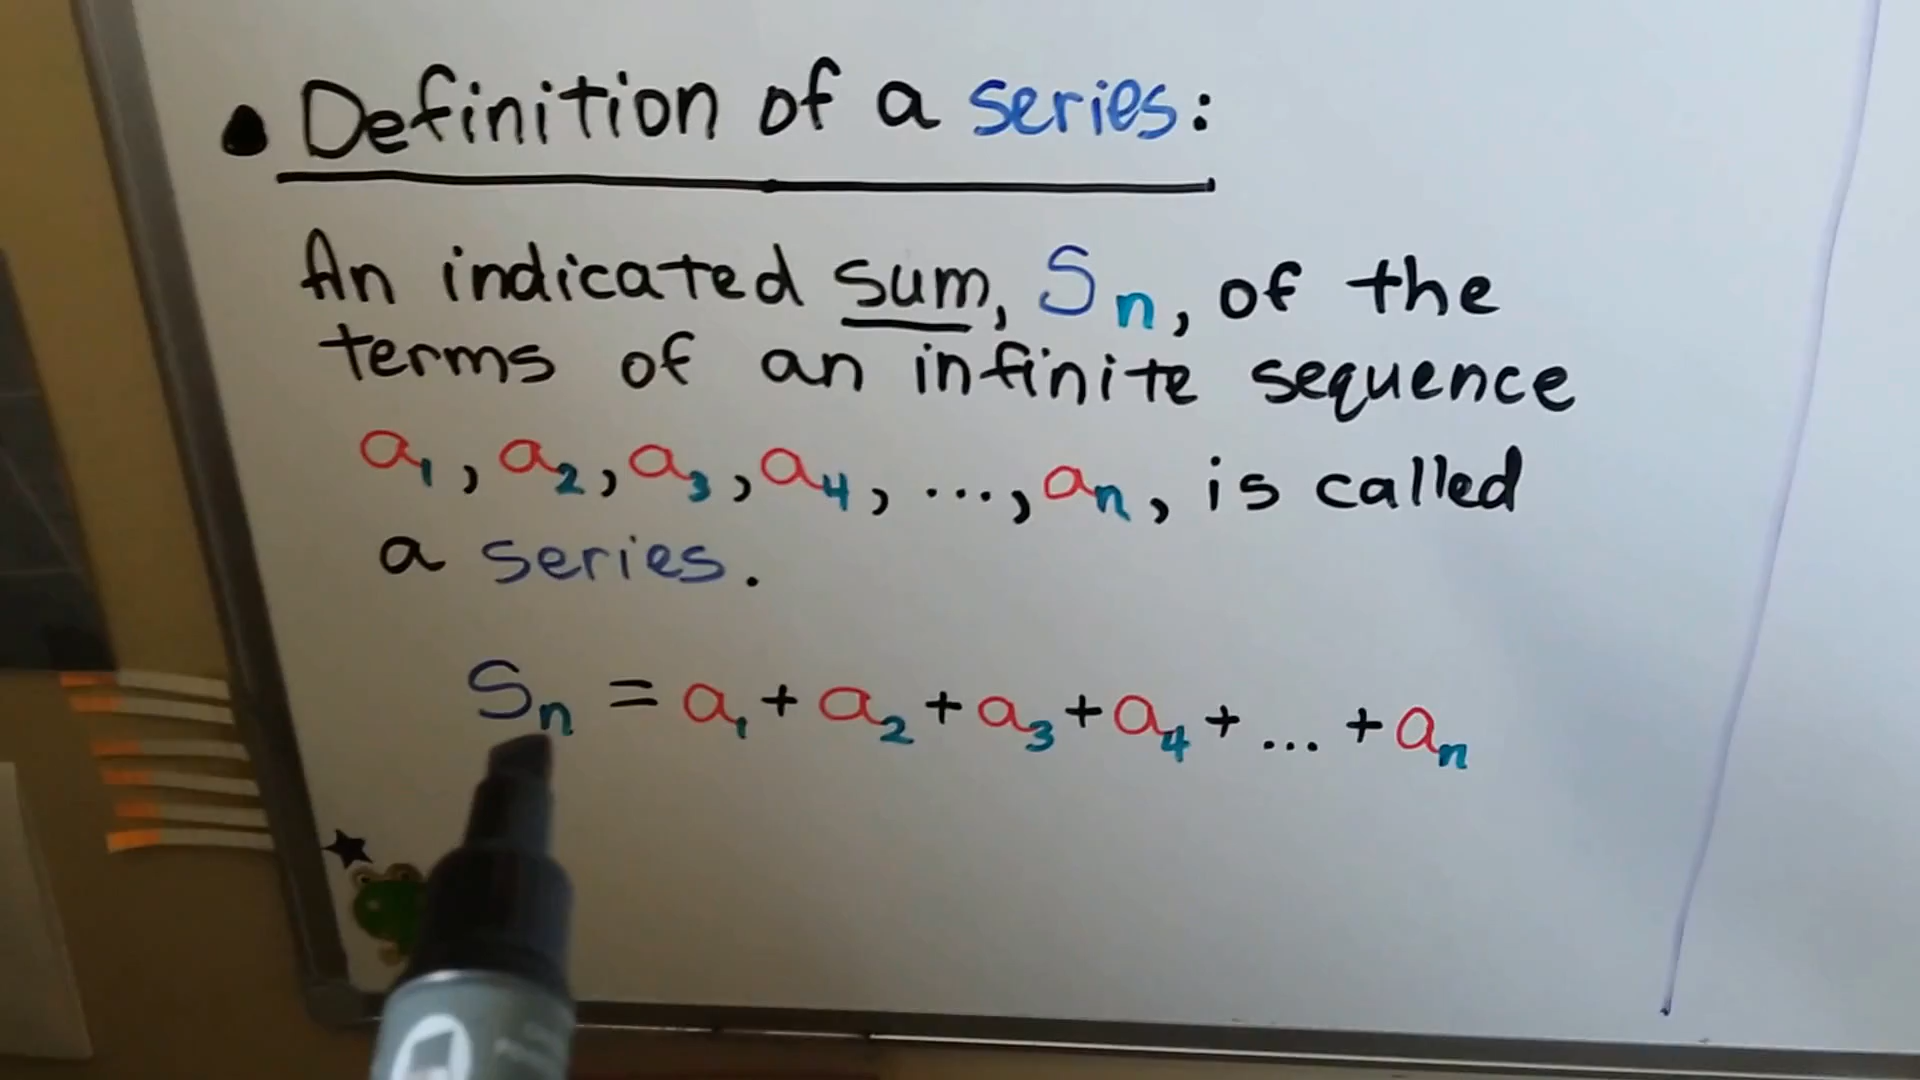 • Definition of a series:
An indicated sum, Sₙ, of the
terms of an infinite sequence
a₁, a₂, a₃, a₄, ..., aₙ, is called
a series.
Sₙ = a₁ + a₂ + a₃ + a₄ + ... + aₙ